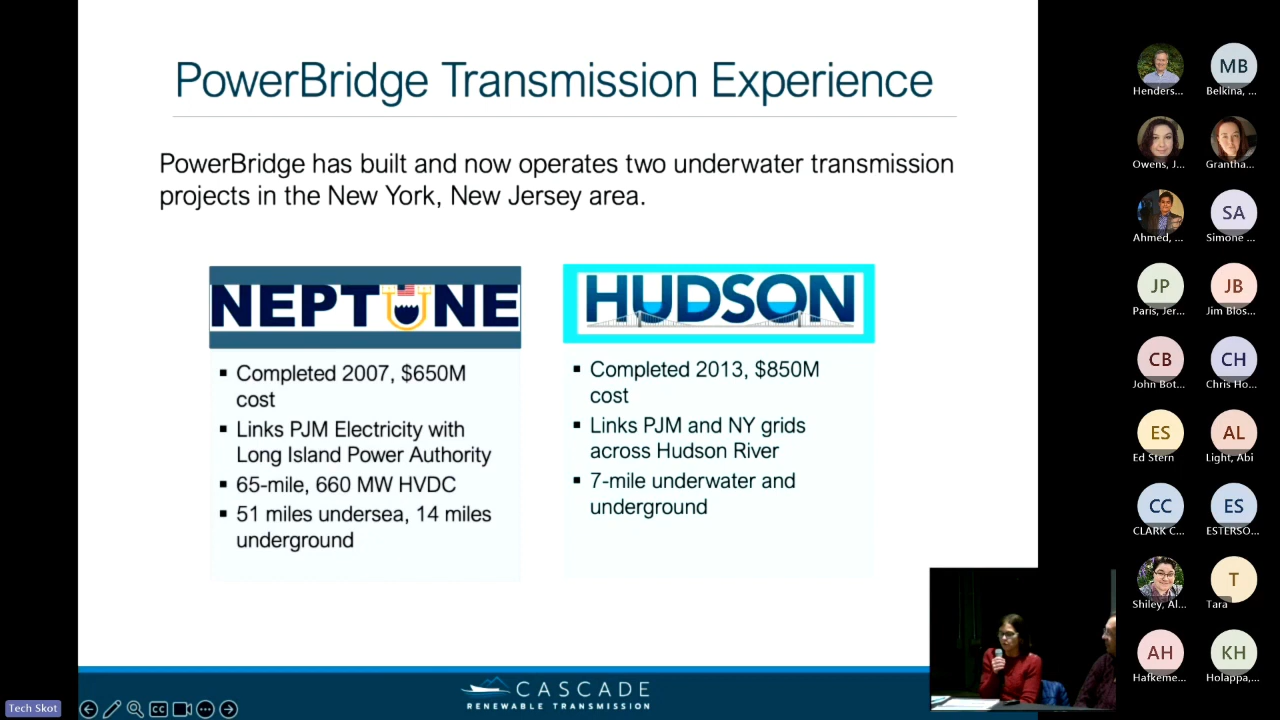 PowerBridge Transmission Experience
PowerBridge has built and now operates two underwater transmission
projects in the New York, New Jersey area.
NEPTUNE
▪ Completed 2007, $650M
cost
▪ Links PJM Electricity with
Long Island Power Authority
▪ 65-mile, 660 MW HVDC
▪ 51 miles undersea, 14 miles
underground
HUDSON
▪ Completed 2013, $850M
cost
▪ Links PJM and NY grids
across Hudson River
▪ 7-mile underwater and
underground
CASCADE
RENEWABLE TRANSMISSION
Tech Skot
CC
Henders...
MB
Belkina, ...
Owens, J...
Grantha...
Ahmed, ...
SA
Simone ...
JP
Paris, Jer...
JB
Jim Blos...
CB
John Bot...
CH
Chris Ho...
ES
Ed Stern
AL
Light, Abi
CC
CLARK C...
ES
ESTERSO...
Shiley, Al...
T
Tara
AH
Hafkeme...
KH
Holappa,...